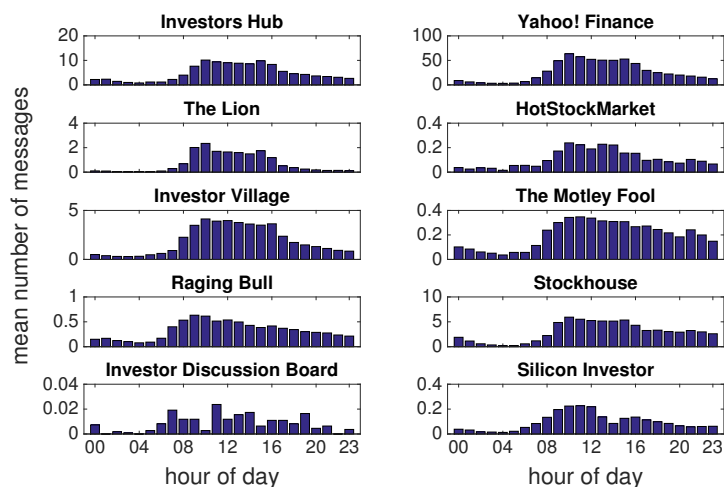 mean number of messages
Investors Hub
20
10
0
Yahoo! Finance
100
50
0
The Lion
4
2
0
HotStockMarket
0.4
0.2
0
Investor Village
5
0
The Motley Fool
0.4
0.2
0
Raging Bull
1
0.5
0
Stockhouse
10
5
0
Investor Discussion Board
0.04
0.02
0
00 04 08 12 16 20 23
hour of day
Silicon Investor
0.4
0.2
0
00 04 08 12 16 20 23
hour of day